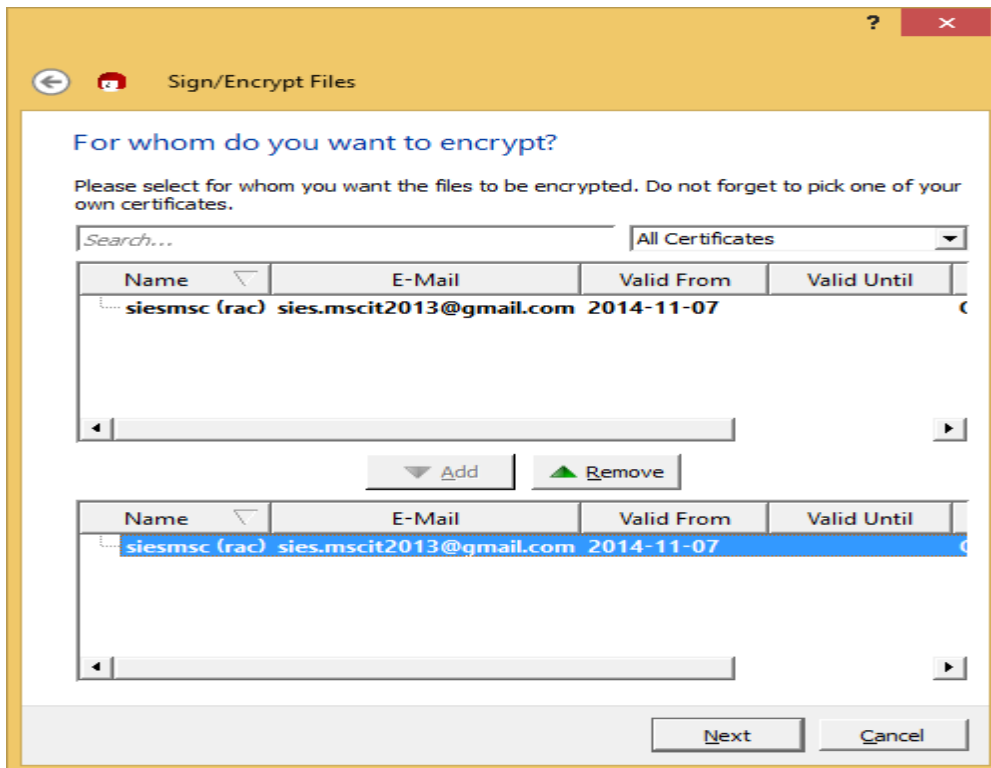 ?
Sign/Encrypt Files
For whom do you want to encrypt?
Please select for whom you want the files to be encrypted. Do not forget to pick one of your
own certificates.
Search... All Certificates
Name E-Mail Valid From Valid Until
siesmsc (rac) sies.mscit2013@gmail.com 2014-11-07
Add Remove
Name E-Mail Valid From Valid Until
siesmsc (rac) sies.mscit2013@gmail.com 2014-11-07
Next Cancel